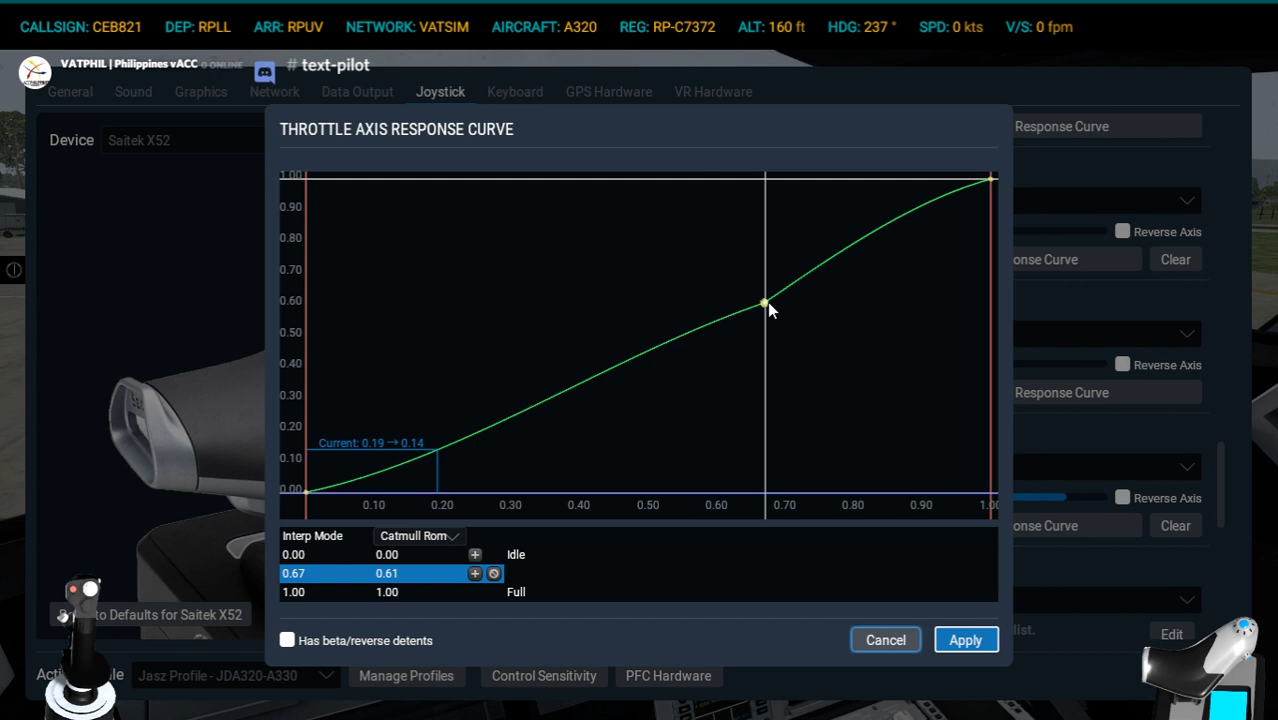 CALLSIGN: CEB821 DEP: RPLL ARR: RPUV NETWORK: VATSIM AIRCRAFT: A320 REG: RP-C7372 ALT: 160 ft HDG: 237 ° SPD: 0 kts V/S: 0 fpm
VATPHIL | Philippines vACC 0 ONLINE # text-pilot
General Sound Graphics Network Data Output Joystick Keyboard GPS Hardware VR Hardware
THROTTLE AXIS RESPONSE CURVE
Response Curve
Device Saitek X52
1.00
0.90
0.80
Reverse Axis
0.70
onse Curve Clear
0.60
0.50
0.40
Reverse Axis
0.30
Response Curve
0.20
Current: 0.19 → 0.14
0.10
0.00
Reverse Axis
0.10 0.20 0.30 0.40 0.50 0.60 0.70 0.80 0.90 1.00
onse Curve Clear
Interp Mode Catmull Rom
0.00 0.00 + Idle
0.67 0.61 +
1.00 1.00 Full
to Defaults for Saitek X52
Has beta/reverse detents
Cancel Apply
list. Edit
Jasz Profile - JDA320-A330 Manage Profiles Control Sensitivity PFC Hardware